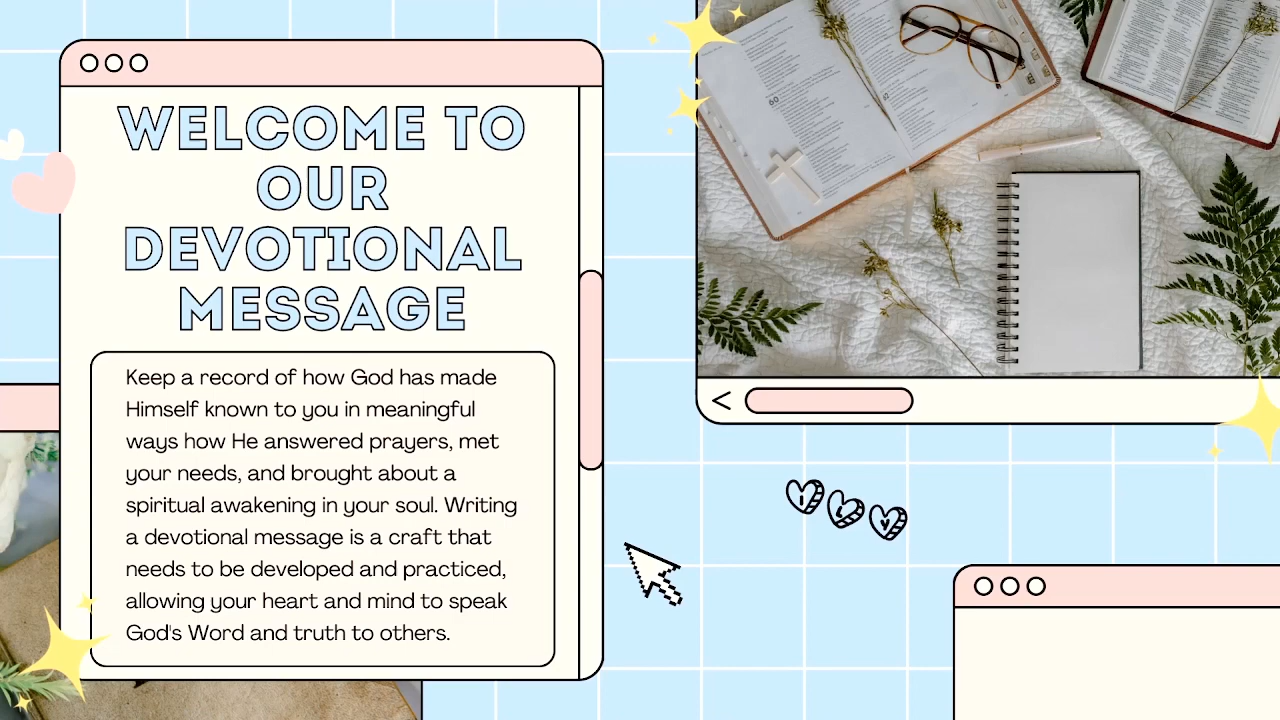 WELCOME TO
OUR
DEVOTIONAL
MESSAGE
Keep a record of how God has made
Himself known to you in meaningful
ways how He answered prayers, met
your needs, and brought about a
spiritual awakening in your soul. Writing
a devotional message is a craft that
needs to be developed and practiced,
allowing your heart and mind to speak
God's Word and truth to others.
I L Y